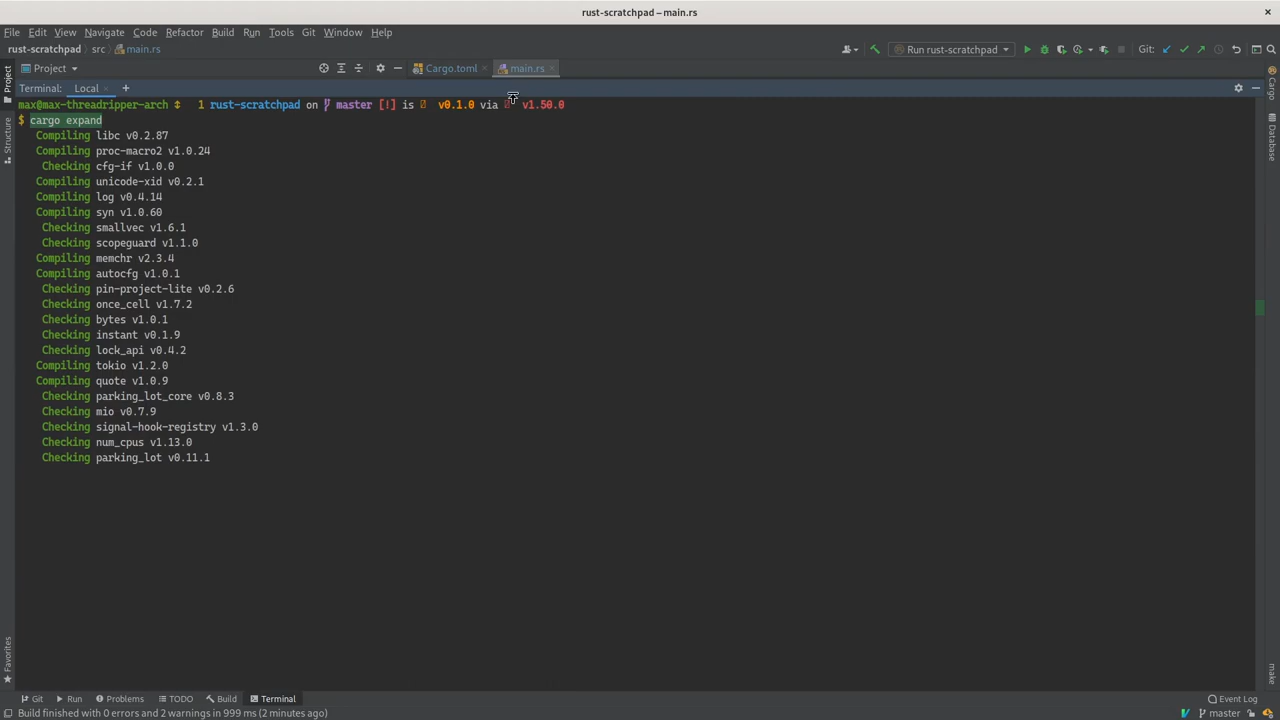 rust-scratchpad – main.rs
File Edit View Navigate Code Refactor Build Run Tools Git Window Help
rust-scratchpad src main.rs Run rust-scratchpad Git:
Project Cargo.toml main.rs
Terminal: Local
max@max-threadripper-arch 1 rust-scratchpad on master [!] is v0.1.0 via v1.50.0
$ cargo expand
Compiling libc v0.2.87
Compiling proc-macro2 v1.0.24
Checking cfg-if v1.0.0
Compiling unicode-xid v0.2.1
Compiling log v0.4.14
Compiling syn v1.0.60
Checking smallvec v1.6.1
Checking scopeguard v1.1.0
Compiling memchr v2.3.4
Compiling autocfg v1.0.1
Checking pin-project-lite v0.2.6
Checking once_cell v1.7.2
Checking bytes v1.0.1
Checking instant v0.1.9
Checking lock_api v0.4.2
Compiling tokio v1.2.0
Compiling quote v1.0.9
Checking parking_lot_core v0.8.3
Checking mio v0.7.9
Checking signal-hook-registry v1.3.0
Checking num_cpus v1.13.0
Checking parking_lot v0.11.1
Project
Structure
Favorites
Cargo
Database
make
Git Run Problems TODO Build Terminal Event Log
Build finished with 0 errors and 2 warnings in 999 ms (2 minutes ago) master